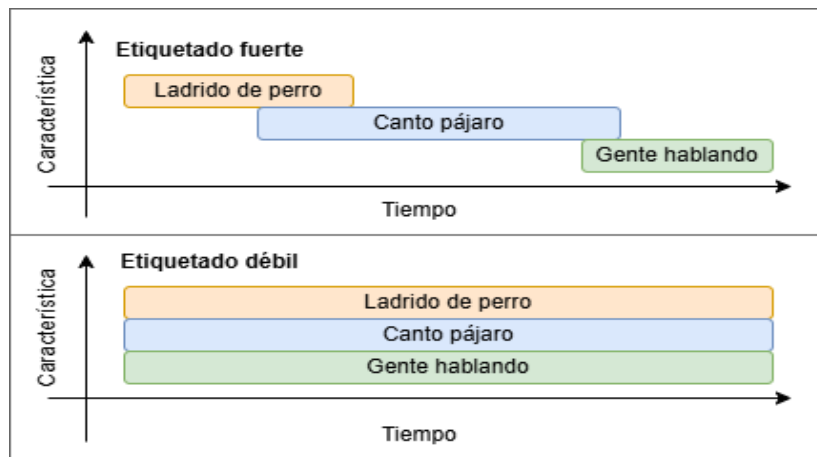 Etiquetado fuerte
Característica
Ladrido de perro
Canto pájaro
Gente hablando
Tiempo
Etiquetado débil
Característica
Ladrido de perro
Canto pájaro
Gente hablando
Tiempo